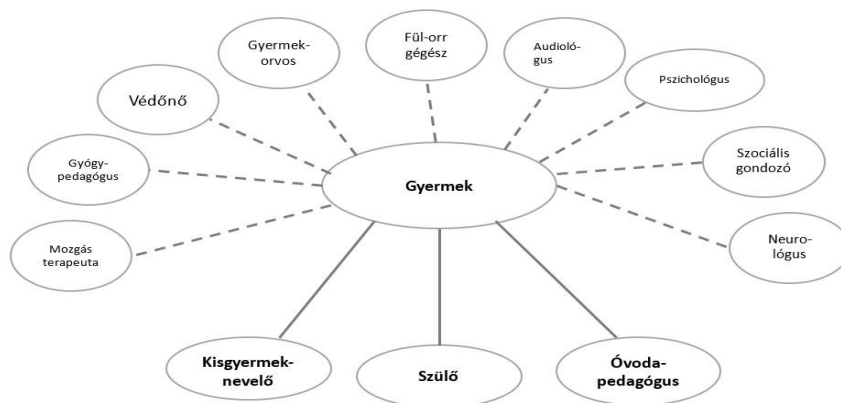 Gyermek-
orvos
Fül-orr
gégész
Audioló-
gus
Pszichológus
Védőnő
Gyógy-
pedagógus
Szociális
gondozó
Gyermek
Mozgás
terapeuta
Neuro-
lógus
Kisgyermek-
nevelő
Szülő
Óvoda-
pedagógus